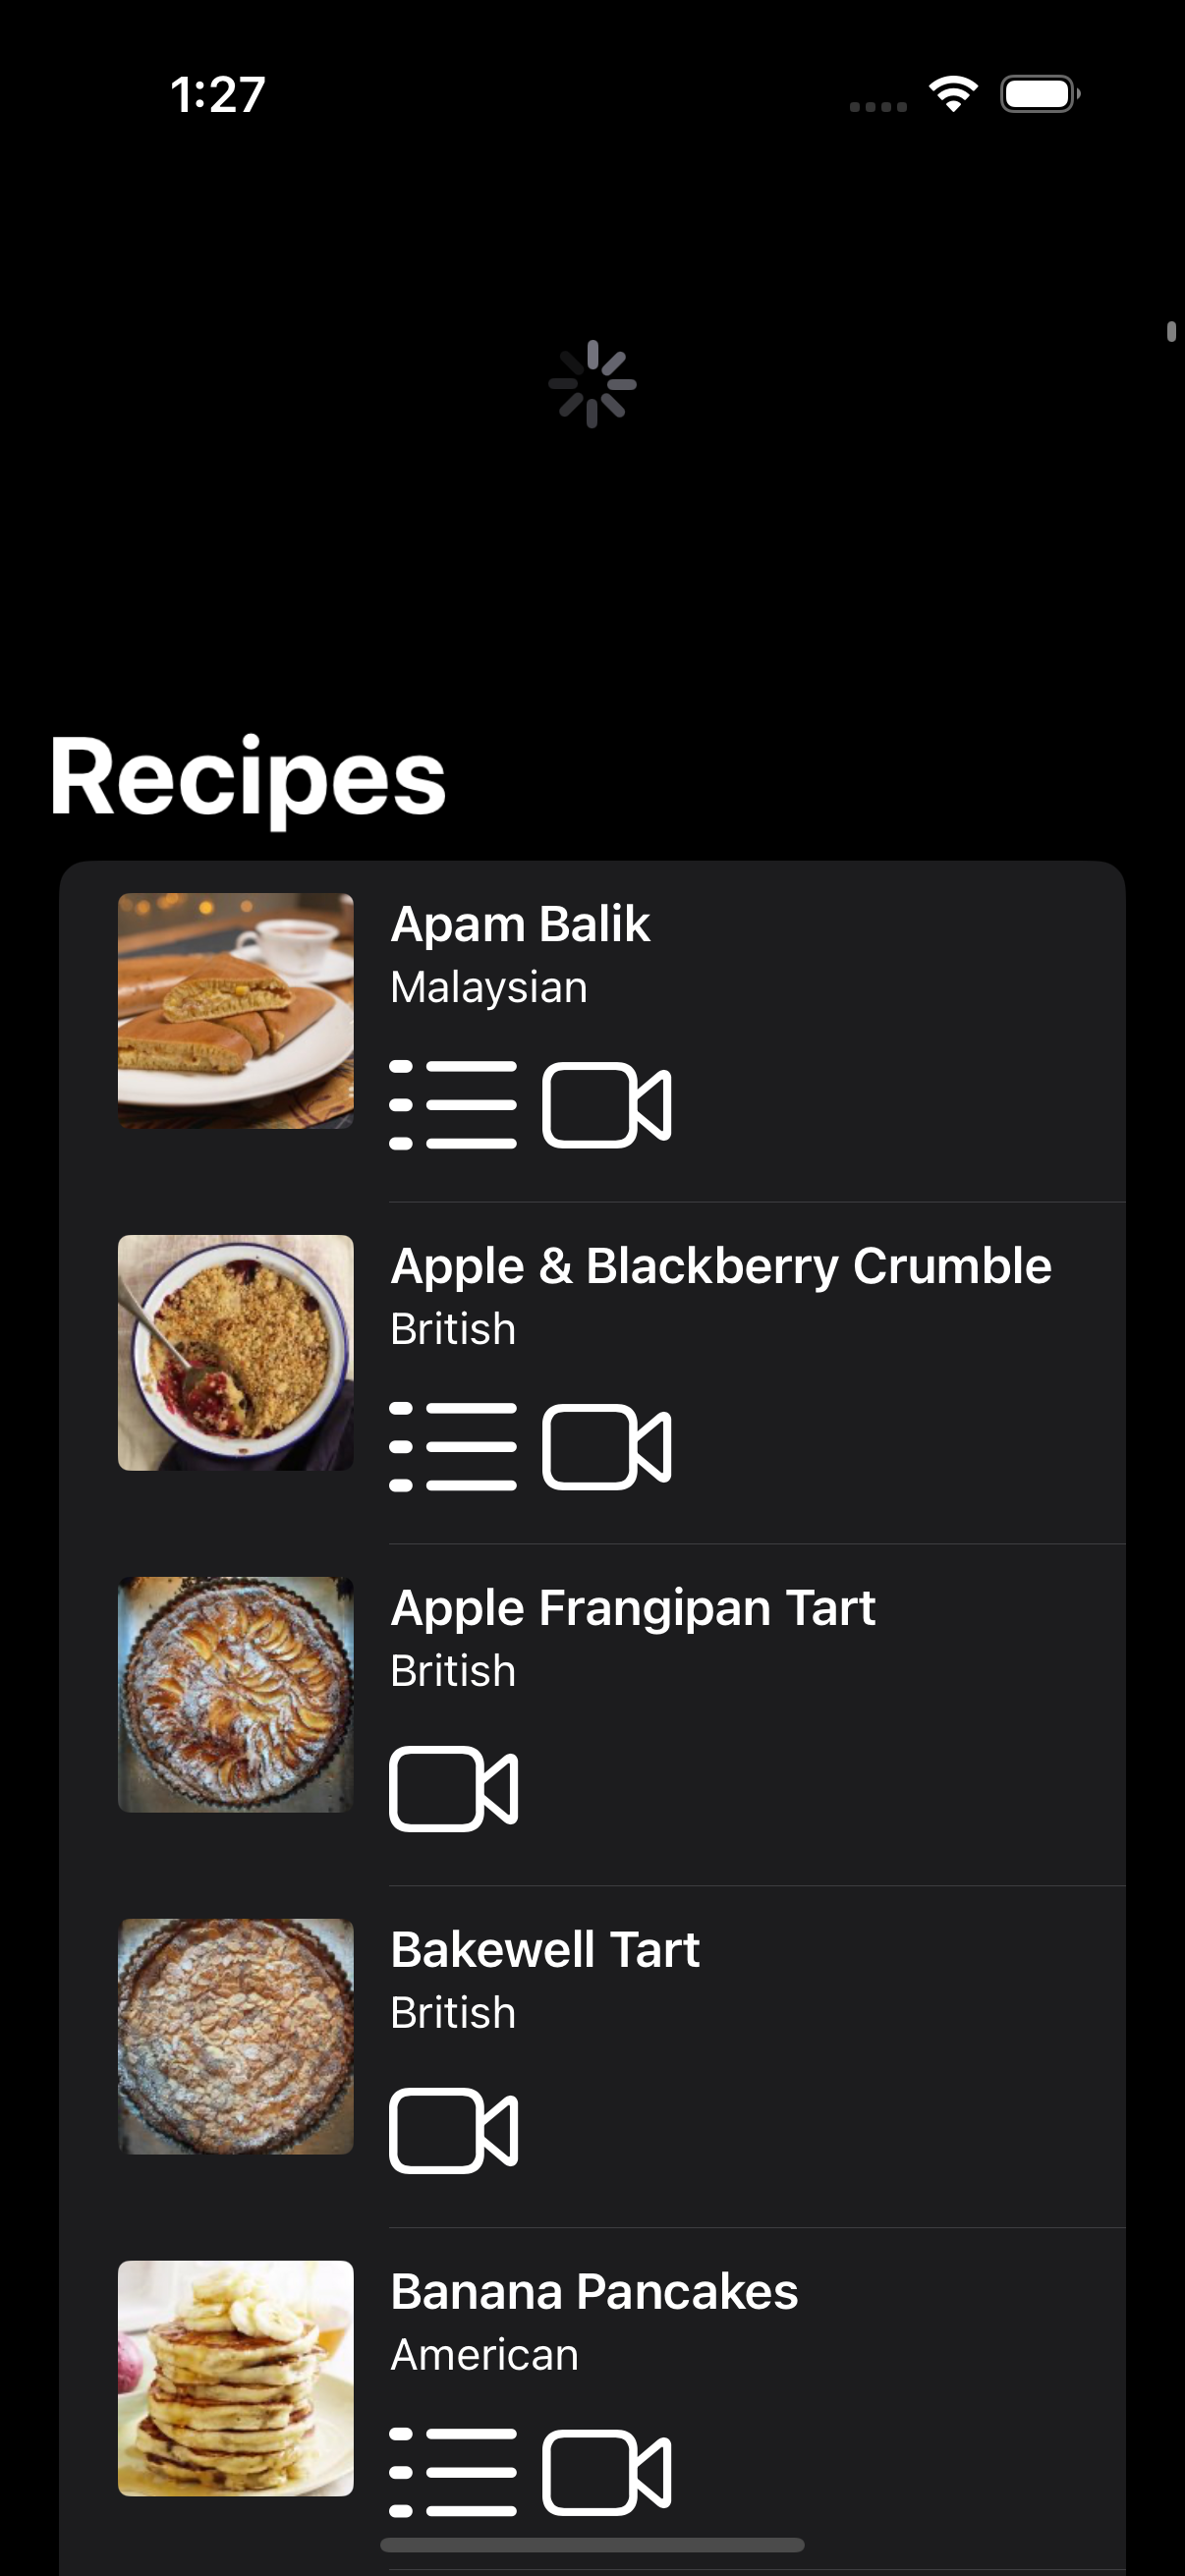 1:27
Recipes
Apam Balik
Malaysian
Apple & Blackberry Crumble
British
Apple Frangipan Tart
British
Bakewell Tart
British
Banana Pancakes
American